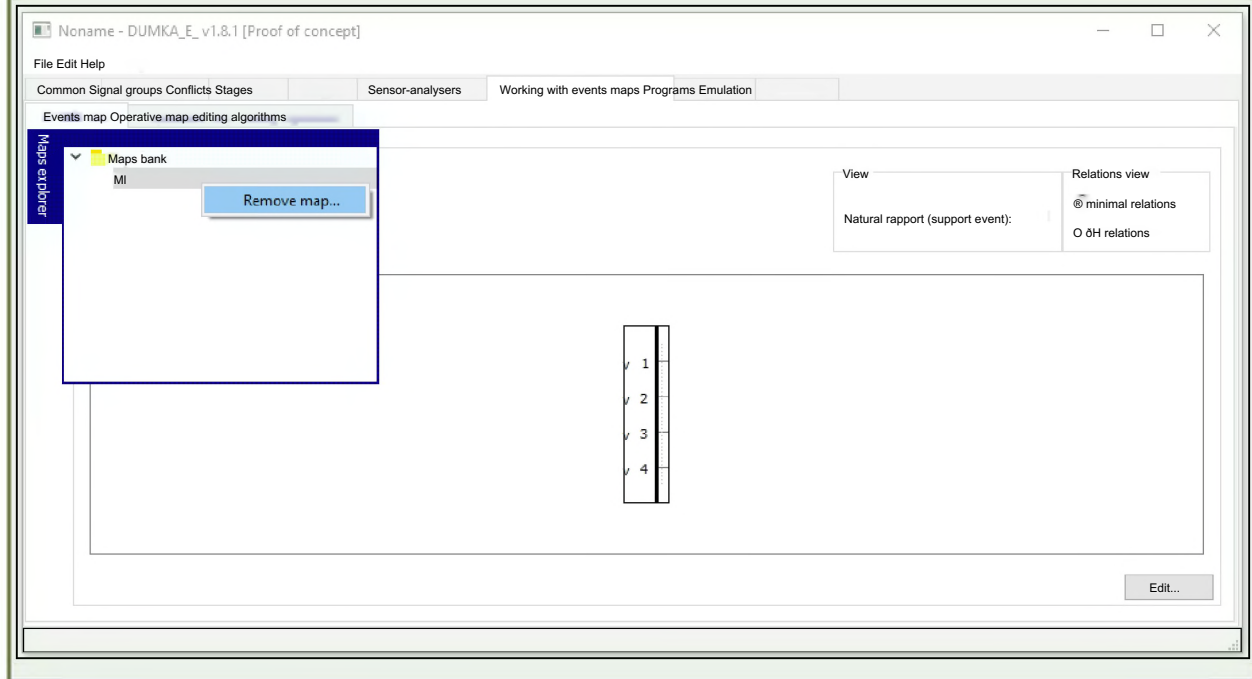 Noname - DUMKA_E_ v1.8.1 [Proof of concept]
File Edit Help
Common Signal groups Conflicts Stages Sensor-analysers Working with events maps Programs Emulation
Events map Operative map editing algorithms
Maps explorer
Maps bank
MI
Remove map...
View
Natural rapport (support event):
Relations view
® minimal relations
O ðH relations
v 1
v 2
v 3
v 4
Edit...